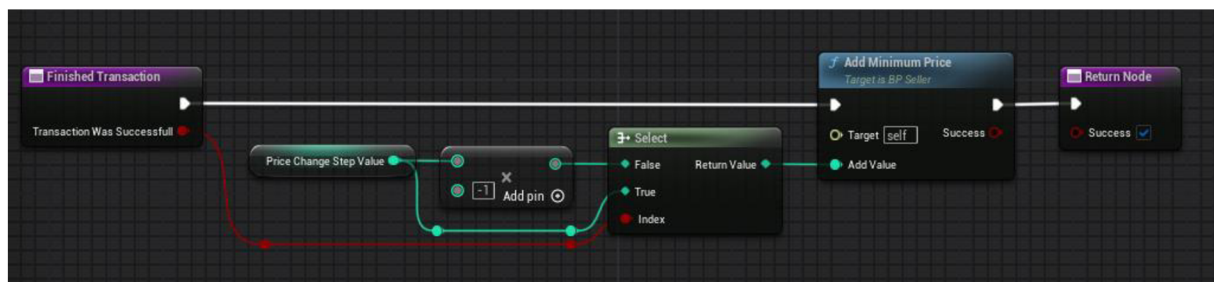 Finished Transaction
Transaction Was Successfull
Price Change Step Value
-1
Add pin
Select
False
Return Value
True
Index
f Add Minimum Price
Target is BP Seller
Target self
Success
Add Value
Return Node
Success